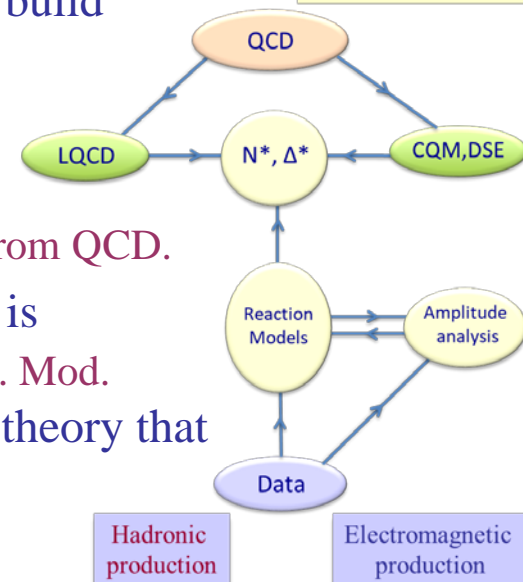 build
QCD
LQCD
N*, Δ*
CQM,DSE
from QCD.
is
. Mod.
theory that
Reaction
Models
Amplitude
analysis
Data
Hadronic
production
Electromagnetic
production